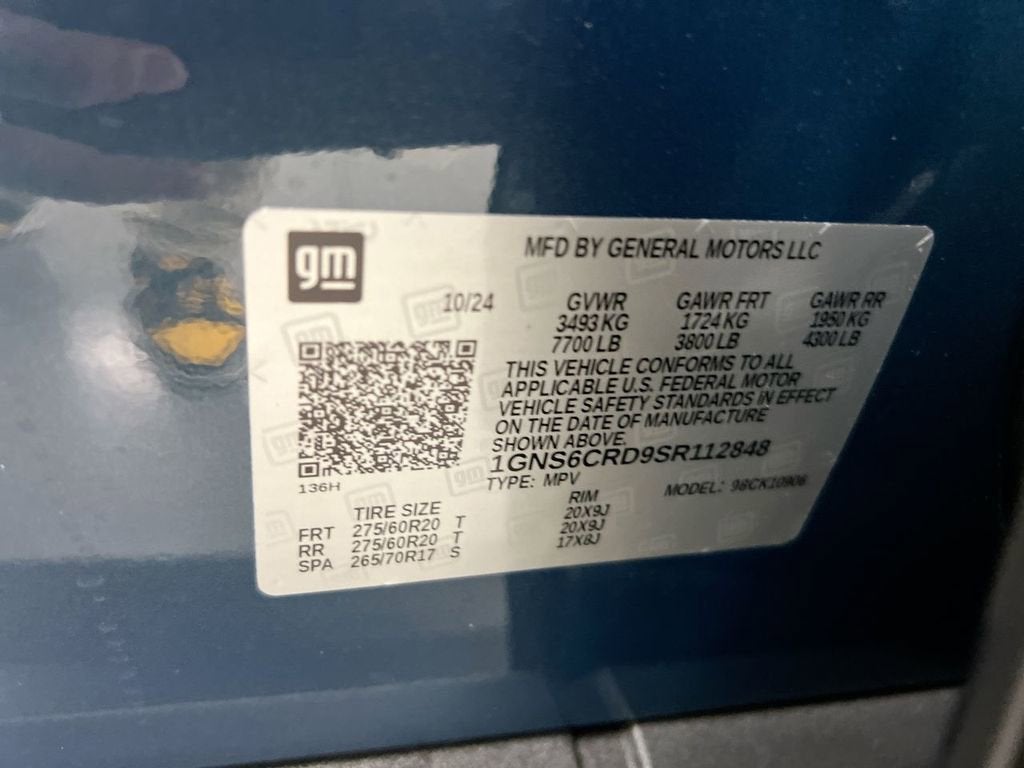 gm
MFD BY GENERAL MOTORS LLC
10/24 GVWR GAWR FRT GAWR RR
3493 KG 1724 KG 1950 KG
7700 LB 3800 LB 4300 LB
THIS VEHICLE CONFORMS TO ALL
APPLICABLE U.S. FEDERAL MOTOR
VEHICLE SAFETY STANDARDS IN EFFECT
ON THE DATE OF MANUFACTURE
SHOWN ABOVE.
1GNS6CRD9SR112848
136H
TYPE: MPV MODEL: 98CK10906
TIRE SIZE RIM
FRT 275/60R20 T 20X9J
RR 275/60R20 T 20X9J
SPA 265/70R17 S 17X8J